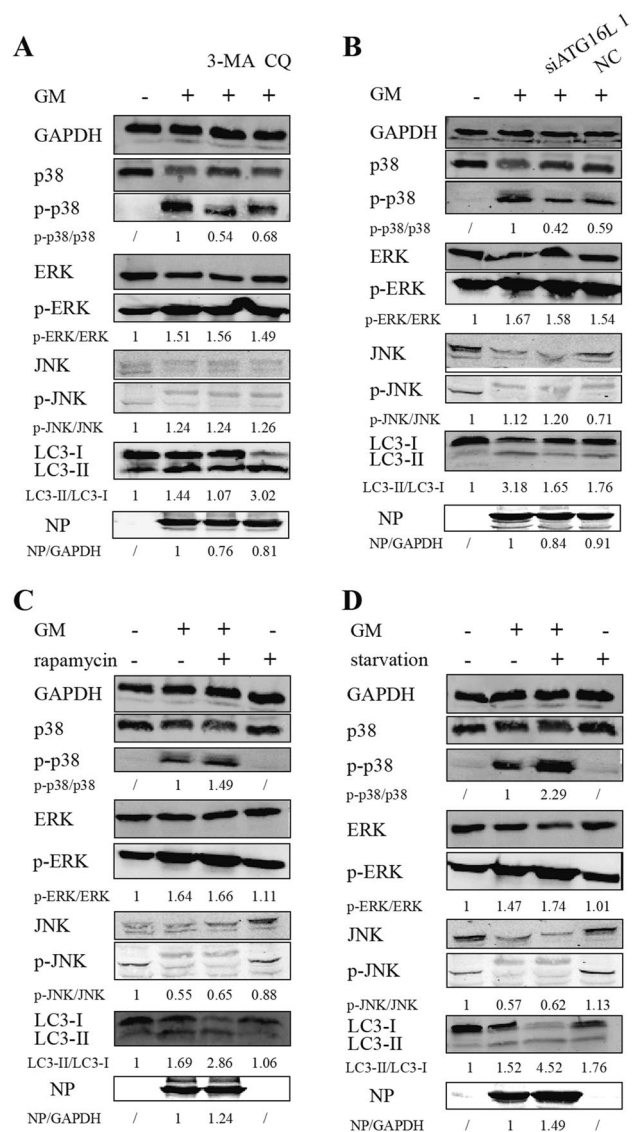 A
3-MA CQ
GM - + + +
GAPDH
p38
p-p38
p-p38/p38 / 1 0.54 0.68
ERK
p-ERK
p-ERK/ERK 1 1.51 1.56 1.49
JNK
p-JNK
p-JNK/JNK 1 1.24 1.24 1.26
LC3-I
LC3-II
LC3-II/LC3-I 1 1.44 1.07 3.02
NP
NP/GAPDH / 1 0.76 0.81
B
siATG16L 1
NC
GM - + + +
GAPDH
p38
p-p38
p-p38/p38 / 1 0.42 0.59
ERK
p-ERK
p-ERK/ERK 1 1.67 1.58 1.54
JNK
p-JNK
p-JNK/JNK 1 1.12 1.20 0.71
LC3-I
LC3-II
LC3-II/LC3-I 1 3.18 1.65 1.76
NP
NP/GAPDH / 1 0.84 0.91
C
GM - + + -
rapamycin - - + +
GAPDH
p38
p-p38
p-p38/p38 / 1 1.49 /
ERK
p-ERK
p-ERK/ERK 1 1.64 1.66 1.11
JNK
p-JNK
p-JNK/JNK 1 0.55 0.65 0.88
LC3-I
LC3-II
LC3-II/LC3-I 1 1.69 2.86 1.06
NP
NP/GAPDH / 1 1.24 /
D
GM - + + -
starvation - - + +
GAPDH
p38
p-p38
p-p38/p38 / 1 2.29 /
ERK
p-ERK
p-ERK/ERK 1 1.47 1.74 1.01
JNK
p-JNK
p-JNK/JNK 1 0.57 0.62 1.13
LC3-I
LC3-II
LC3-II/LC3-I 1 1.52 4.52 1.76
NP
NP/GAPDH / 1 1.49 /